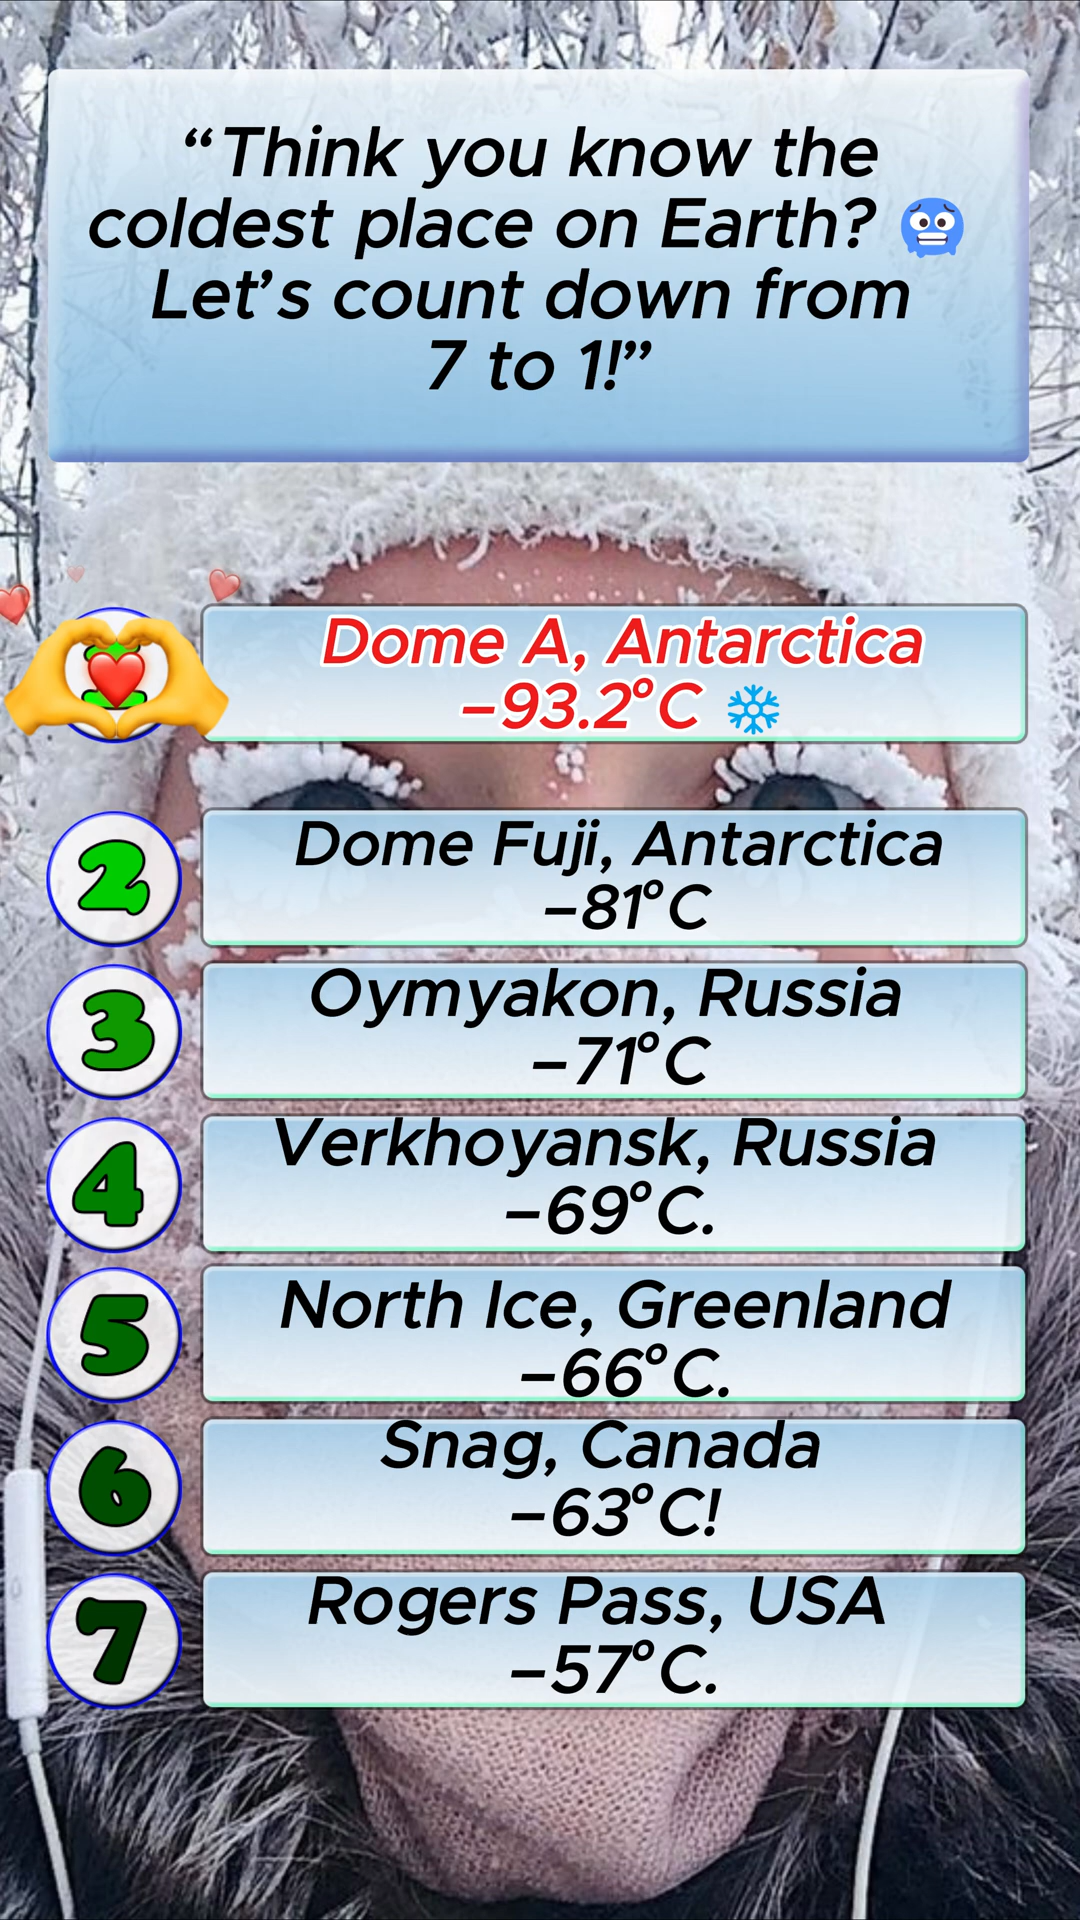 “Think you know the
coldest place on Earth? 🥶
Let’s count down from
7 to 1!”
Dome A, Antarctica
–93.2°C ❄
2
Dome Fuji, Antarctica
–81°C
3
Oymyakon, Russia
–71°C
4
Verkhoyansk, Russia
–69°C.
5
North Ice, Greenland
–66°C.
6
Snag, Canada
–63°C!
7
Rogers Pass, USA
–57°C.